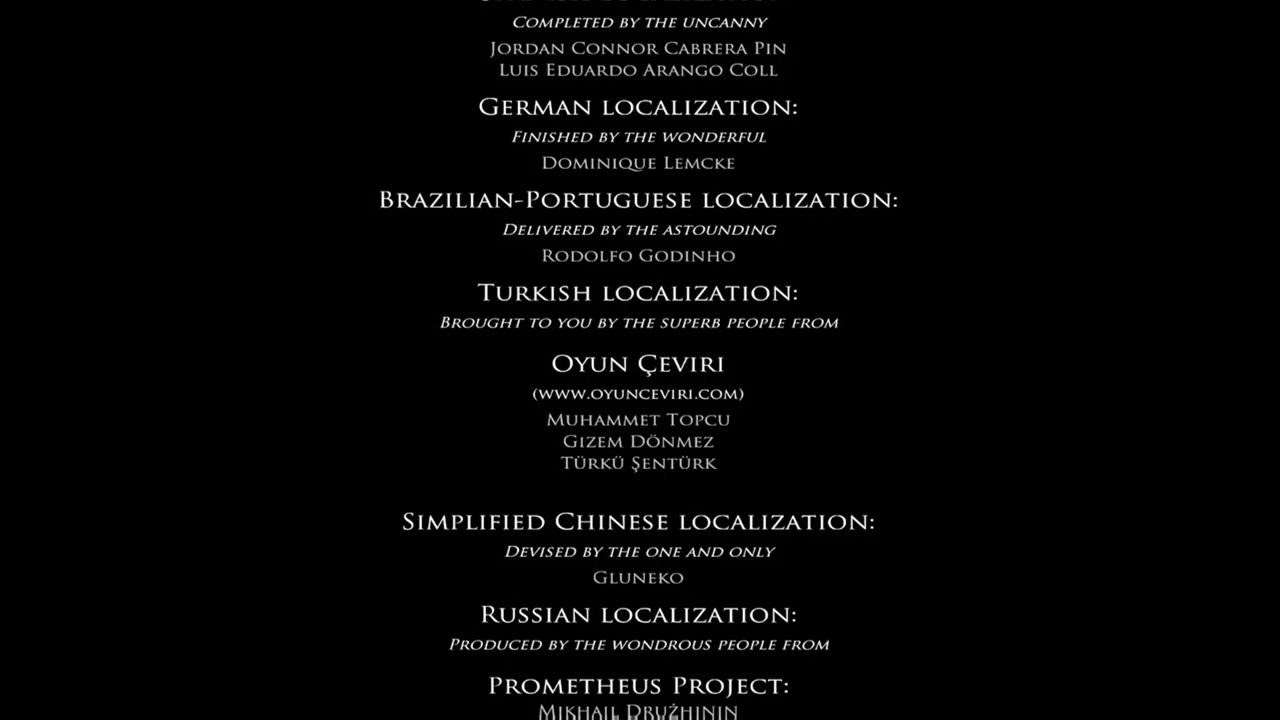 Completed by the uncanny
Jordan Connor Cabrera Pin
Luis Eduardo Arango Coll
German localization:
Finished by the wonderful
Dominique Lemcke
Brazilian-Portuguese localization:
Delivered by the astounding
Rodolfo Godinho
Turkish localization:
Brought to you by the superb people from
Oyun Çeviri
(www.oyunceviri.com)
Muhammet Topcu
Gizem Dönmez
Türkü Şentürk
Simplified Chinese localization:
Devised by the one and only
Gluneko
Russian localization:
Produced by the wondrous people from
Prometheus Project:
Mikhail Druzhinin